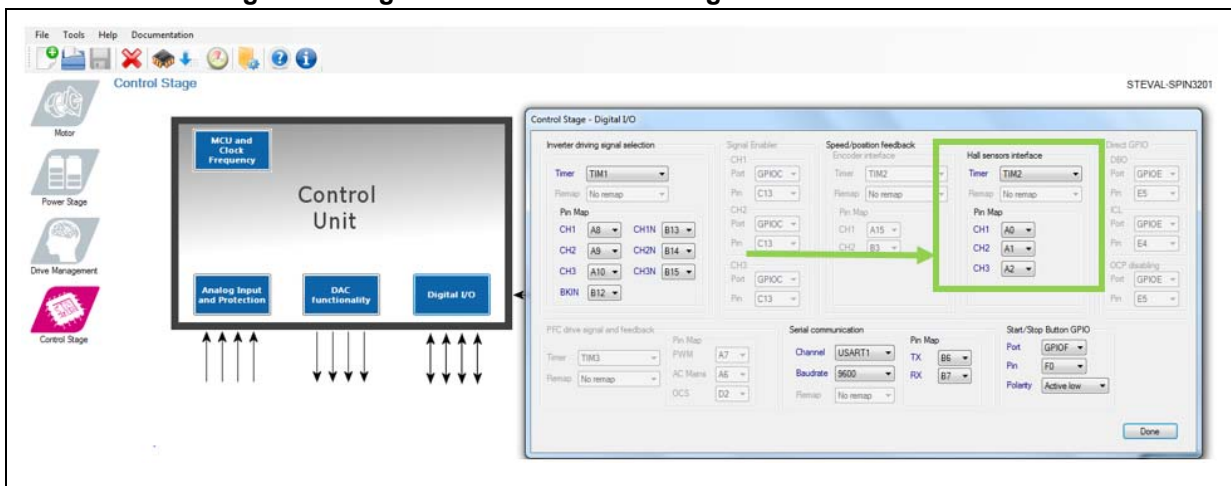 File Tools Help Documentation
Control Stage
STEVAL-SPIN3201
Motor
Power Stage
Drive Management
Control Stage
MCU and
Clock
Frequency
Control
Unit
Analog Input
and Protection
DAC
functionality
Digital I/O
Control Stage - Digital I/O
Inverter driving signal selection
Timer TIM1
Remap No remap
Pin Map
CH1 A8 CH1N B13
CH2 A9 CH2N B14
CH3 A10 CH3N B15
BKIN B12
Signal Enabler
CH1
Port GPIOC
Pin C13
CH2
Port GPIOC
Pin C13
CH3
Port GPIOC
Pin C13
Speed/position feedback
Encoder interface
Timer TIM2
Remap No remap
Pin Map
CH1 A15
CH2 B3
Hall sensors interface
Timer TIM2
Remap No remap
Pin Map
CH1 A0
CH2 A1
CH3 A2
Direct GPIO
DBO
Port GPIOE
Pin E5
ICL
Port GPIOE
Pin E4
OCP disabling
Port GPIOE
Pin E5
PFC drive signal and feedback
Timer TIM3
Remap No remap
Pin Map
PWM A7
AC Mains A6
OCS D2
Serial communication
Channel USART1
Baudrate 9600
Remap No remap
Pin Map
TX B6
RX B7
Start/Stop Button GPIO
Port GPIOF
Pin F0
Polarity Active low
Done